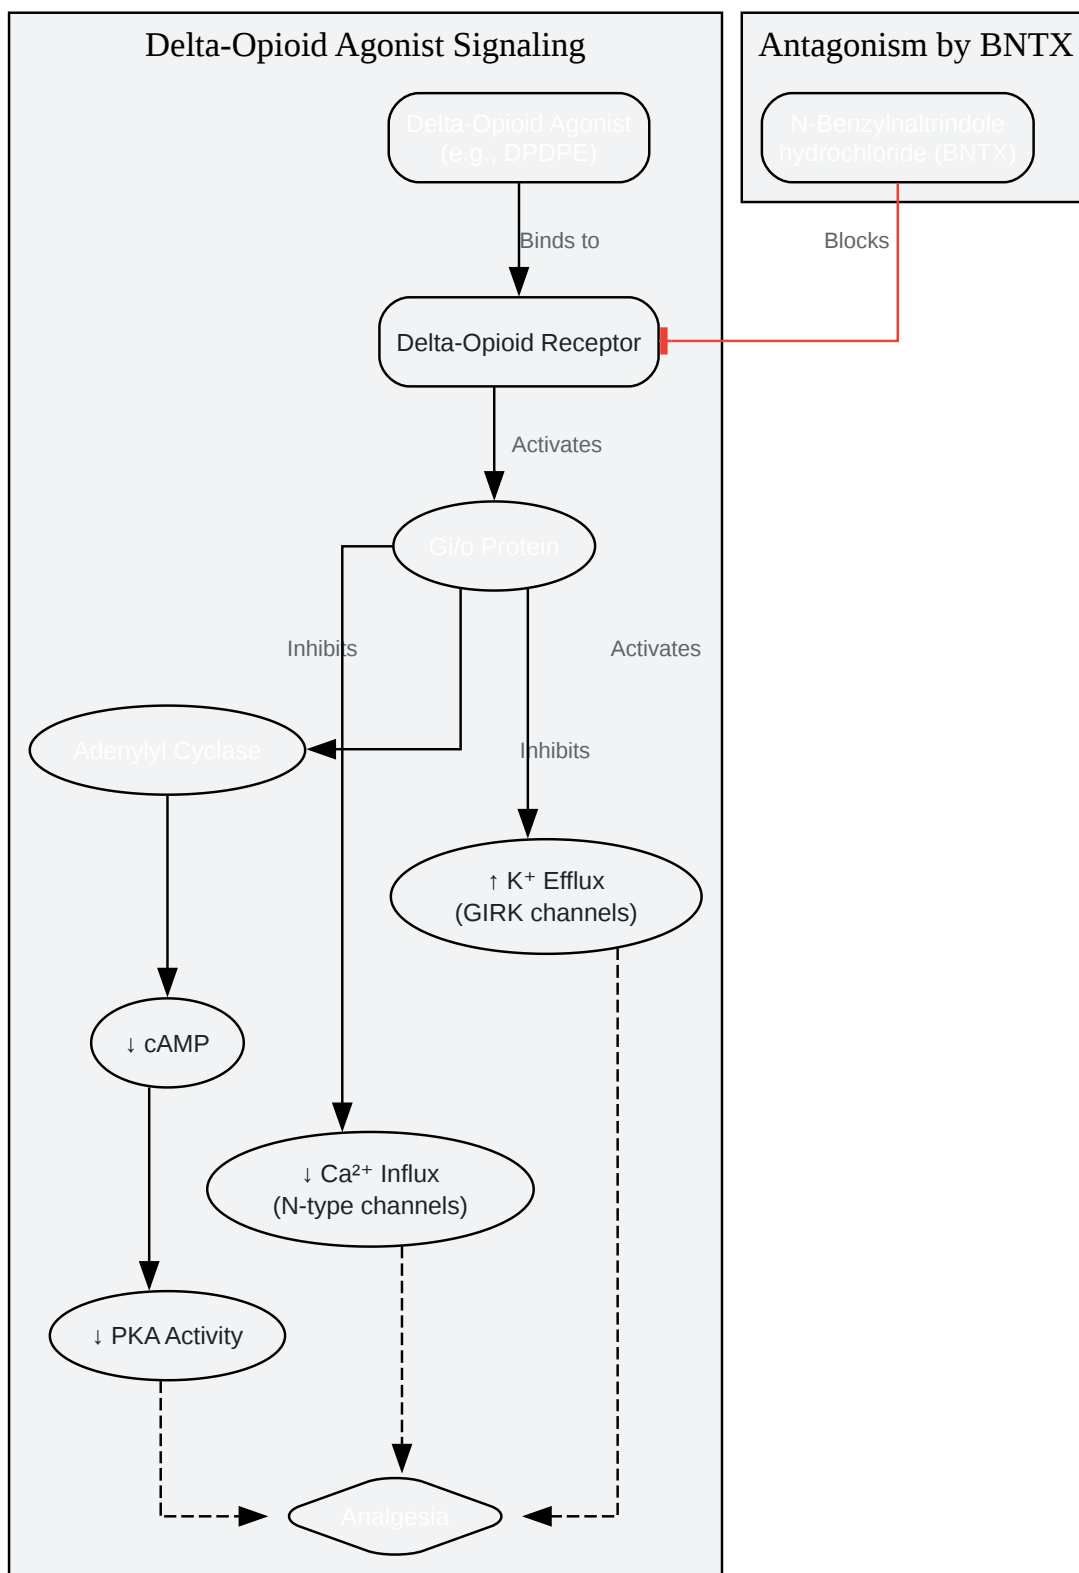 Delta-Opioid Agonist Signaling
Antagonism by BNTX
Delta-Opioid Agonist
(e.g., DPDPE)
N-Benzylnaltrindole
hydrochloride (BNTX)
Binds to
Blocks
Delta-Opioid Receptor
Activates
Gi/o Protein
Inhibits
Activates
Adenylyl Cyclase
Inhibits
↑ K⁺ Efflux
(GIRK channels)
↓ cAMP
↓ Ca²⁺ Influx
(N-type channels)
↓ PKA Activity
Analgesia